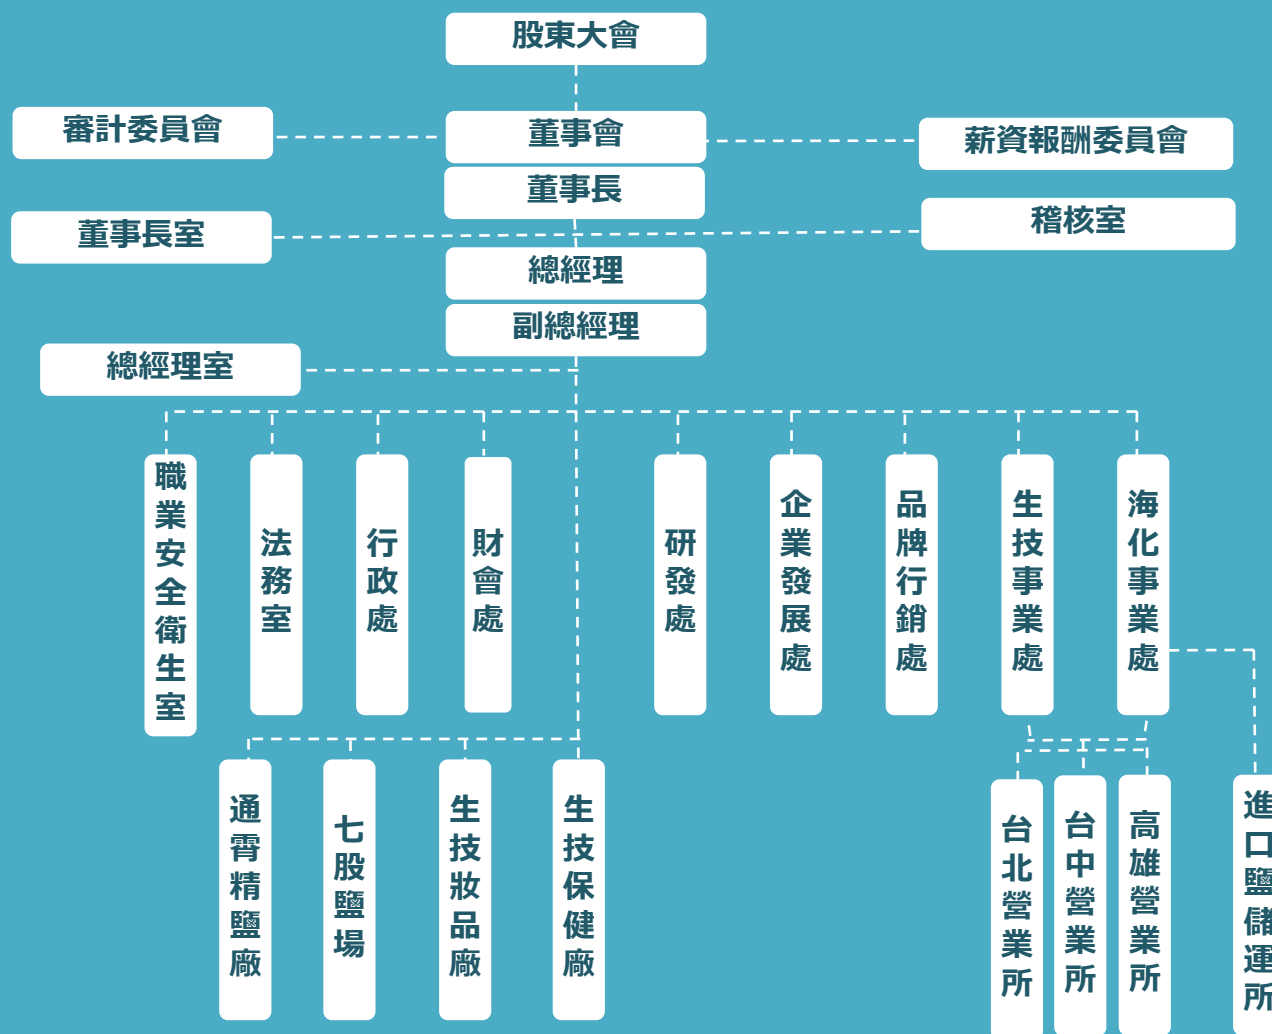 股東大會
審計委員會
董事會
薪資報酬委員會
董事長
董事長室
稽核室
總經理
副總經理
總經理室
職業安全衛生室
法務室
行政處
財會處
研發處
企業發展處
品牌行銷處
生技事業處
海化事業處
通霄精鹽廠
七股鹽場
生技妝品廠
生技保健廠
台北營業所
台中營業所
高雄營業所
進口鹽儲運所